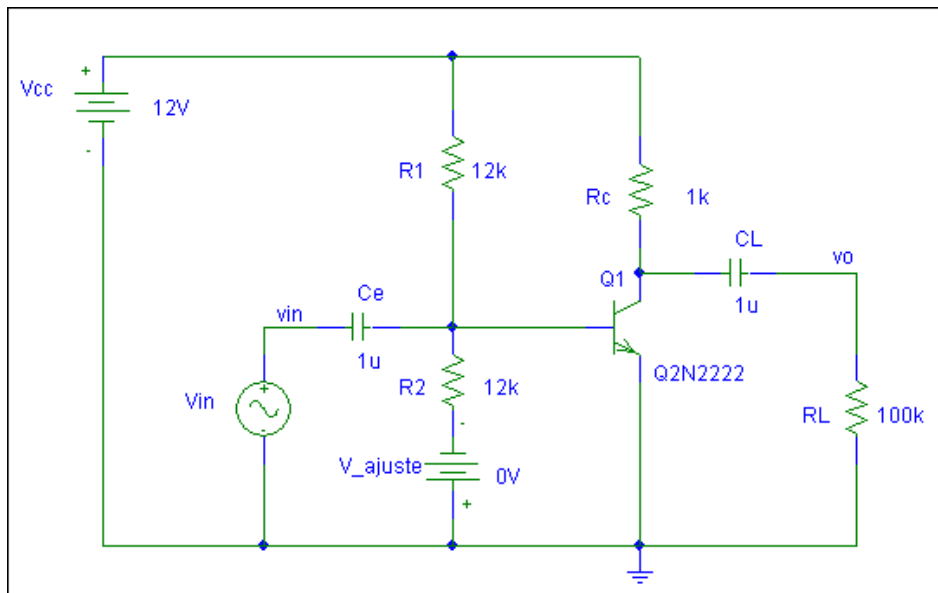 +
Vcc
12V
-
R1 12k
Rc 1k
CL
vo
Q1
1u
Ce
vin
1u
R2 12k
Q2N2222
Vin
+
-
RL 100k
-
V_ajuste
0V
+